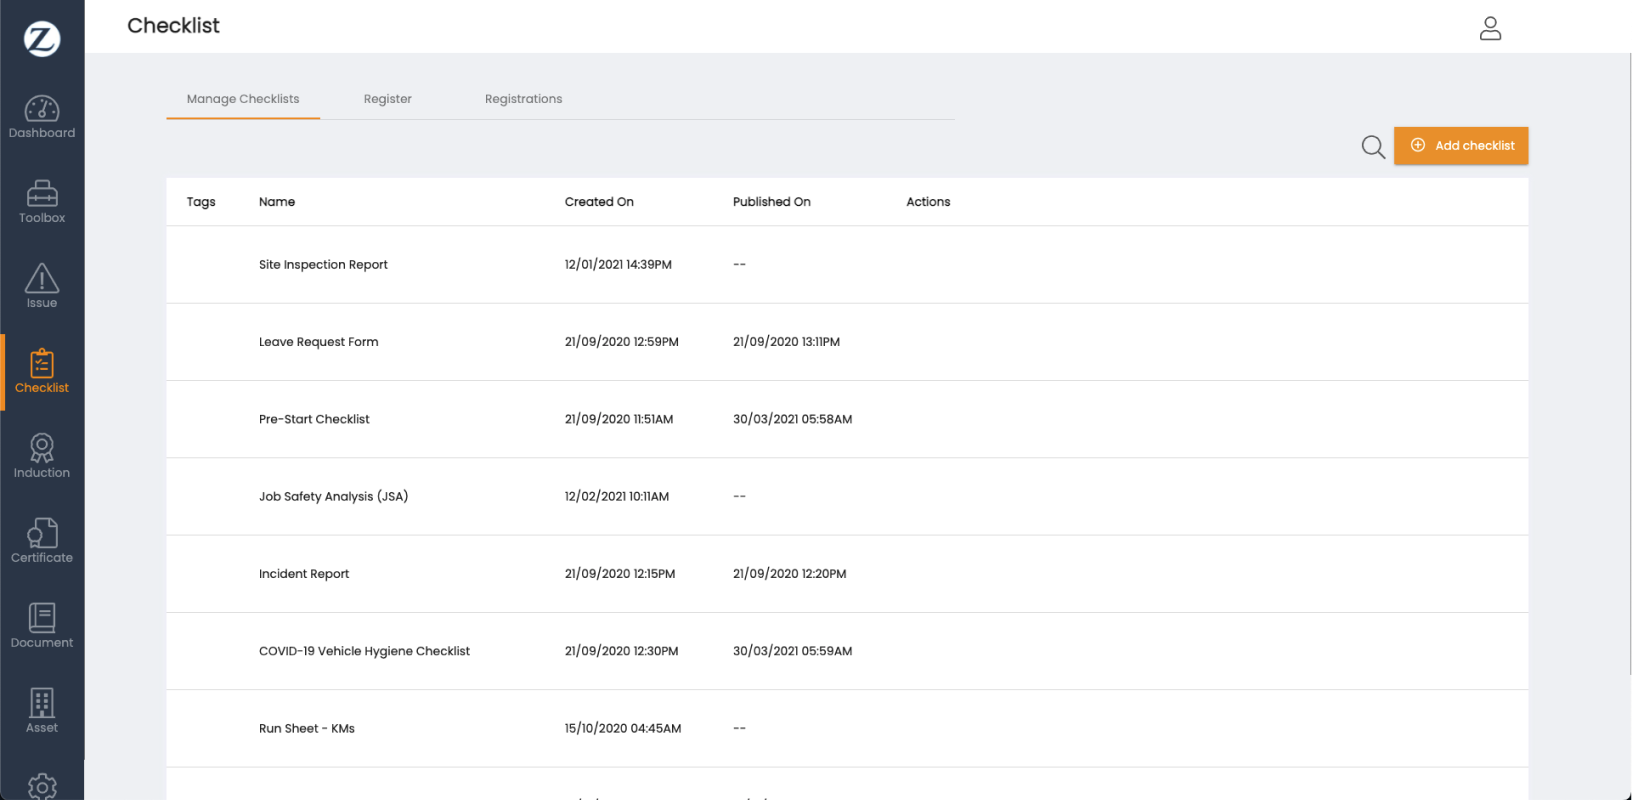 Checklist
Dashboard
Toolbox
Issue
Checklist
Induction
Certificate
Document
Asset
Manage Checklists Register Registrations
Add checklist
Tags Name Created On Published On Actions
Site Inspection Report 12/01/2021 14:39PM --
Leave Request Form 21/09/2020 12:59PM 21/09/2020 13:11PM
Pre-Start Checklist 21/09/2020 11:51AM 30/03/2021 05:58AM
Job Safety Analysis (JSA) 12/02/2021 10:11AM --
Incident Report 21/09/2020 12:15PM 21/09/2020 12:20PM
COVID-19 Vehicle Hygiene Checklist 21/09/2020 12:30PM 30/03/2021 05:59AM
Run Sheet - KMs 15/10/2020 04:45AM --